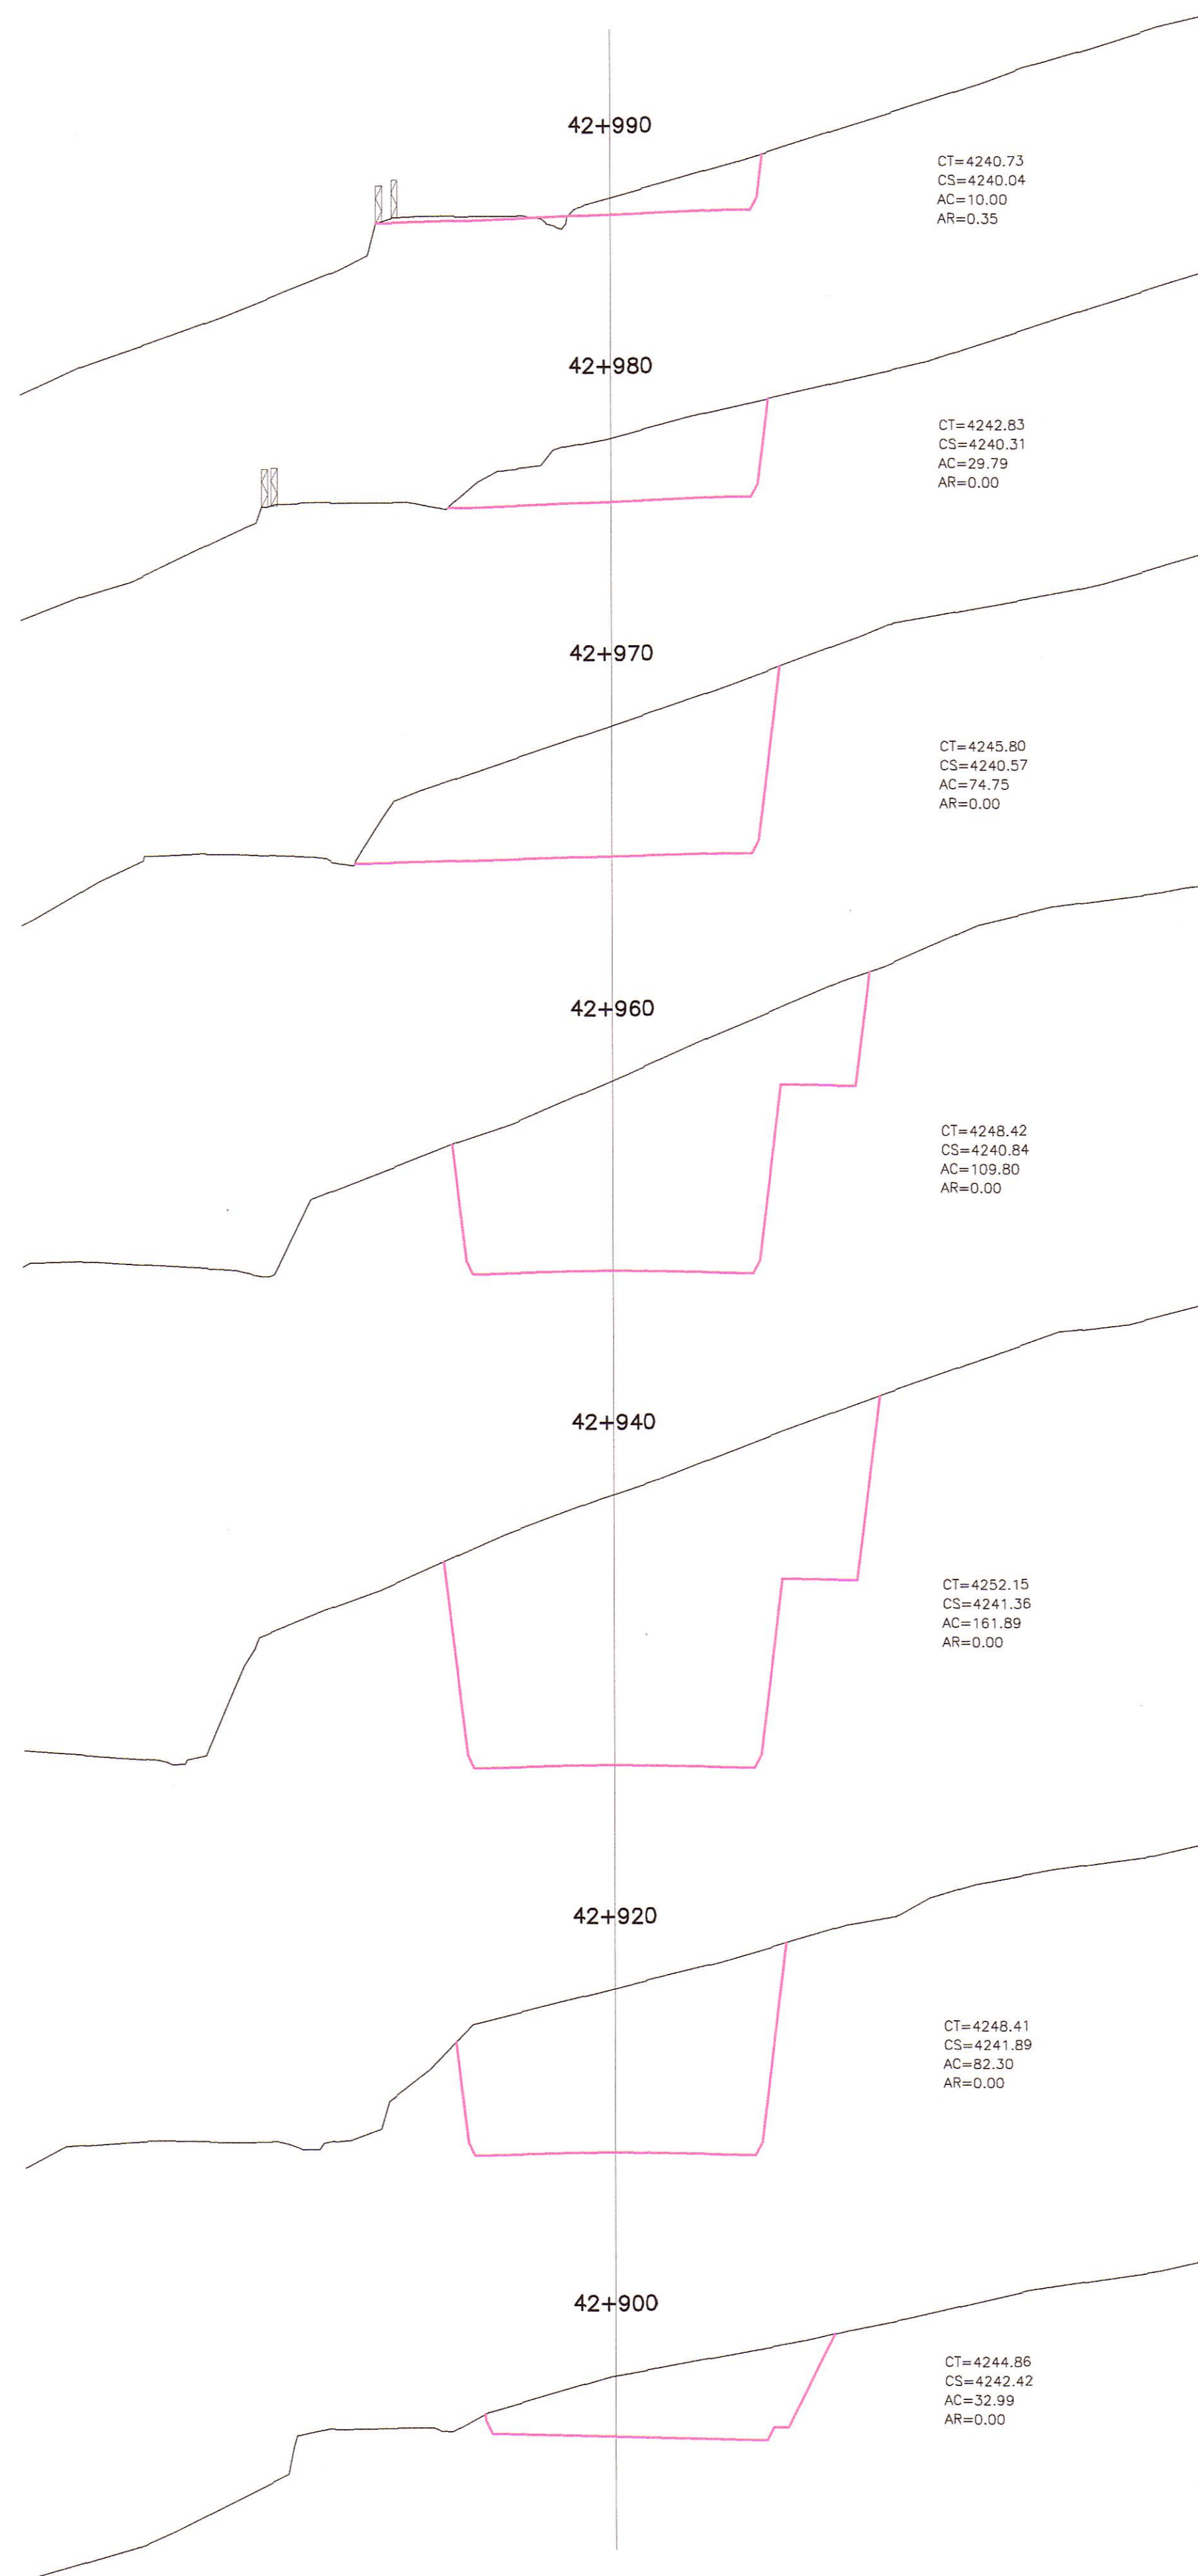 42+990
CT=4240.73
CS=4240.04
AC=10.00
AR=0.35
42+980
CT=4242.83
CS=4240.31
AC=29.79
AR=0.00
42+970
CT=4245.80
CS=4240.57
AC=74.75
AR=0.00
42+960
CT=4248.42
CS=4240.84
AC=109.80
AR=0.00
42+940
CT=4252.15
CS=4241.36
AC=161.89
AR=0.00
42+920
CT=4248.41
CS=4241.89
AC=82.30
AR=0.00
42+900
CT=4244.86
CS=4242.42
AC=32.99
AR=0.00